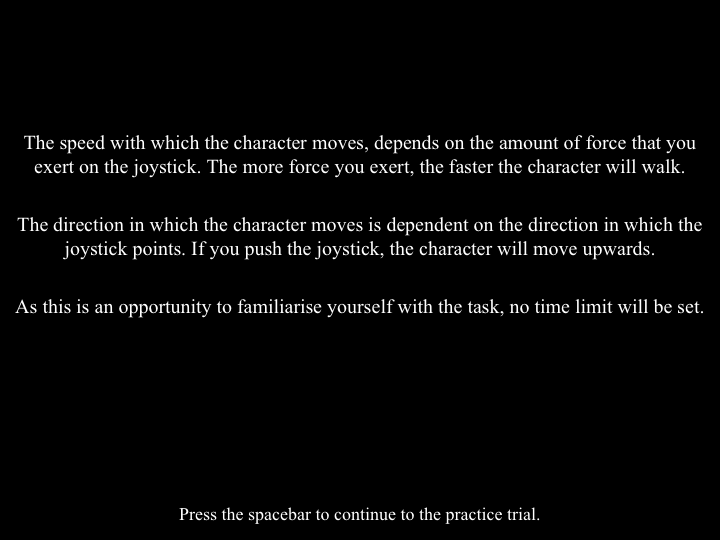 The speed with which the character moves, depends on the amount of force that you
exert on the joystick. The more force you exert, the faster the character will walk.
The direction in which the character moves is dependent on the direction in which the
joystick points. If you push the joystick, the character will move upwards.
As this is an opportunity to familiarise yourself with the task, no time limit will be set.
Press the spacebar to continue to the practice trial.